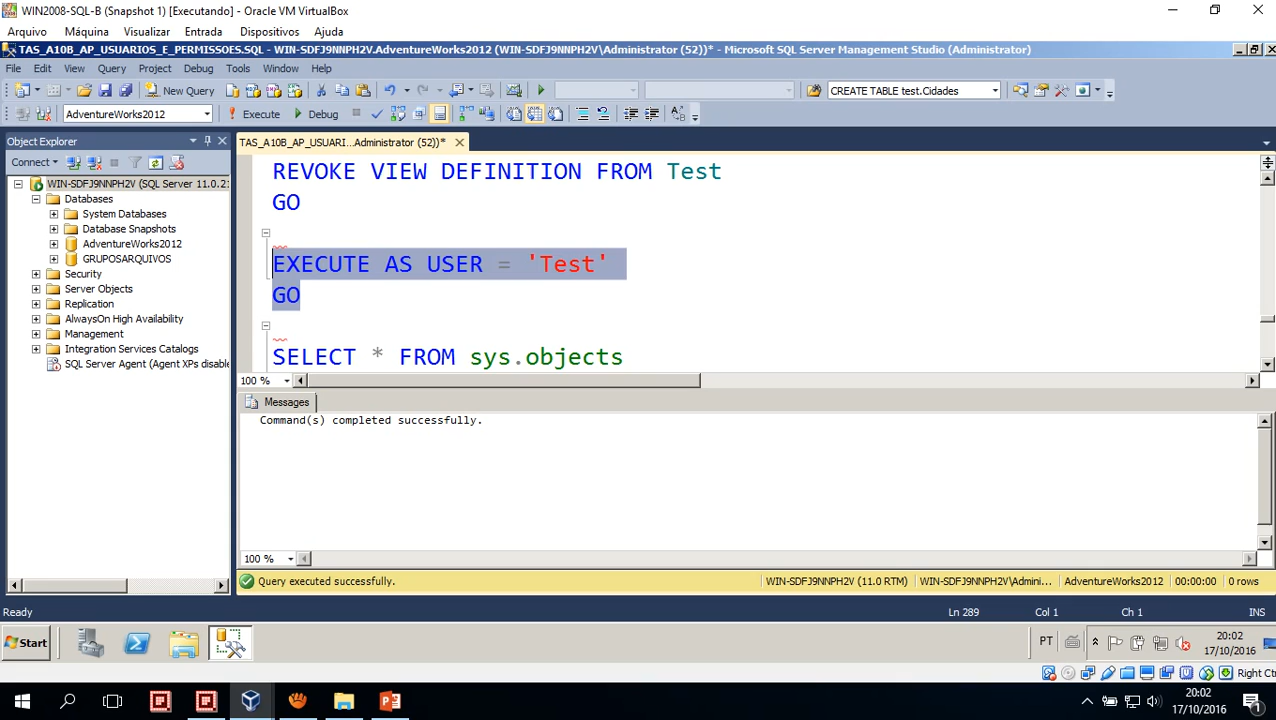 WIN2008-SQL-B (Snapshot 1) [Executando] - Oracle VM VirtualBox
Arquivo Máquina Visualizar Entrada Dispositivos Ajuda
TAS_A10B_AP_USUARIOS_E_PERMISSOES.SQL - WIN-SDFJ9NNPH2V.AdventureWorks2012 (WIN-SDFJ9NNPH2V\Administrator (52))* - Microsoft SQL Server Management Studio (Administrator)
File Edit View Query Project Debug Tools Window Help
New Query CREATE TABLE test.Cidades
AdventureWorks2012 Execute Debug
Object Explorer
TAS_A10B_AP_USUARI...Administrator (52))*
Connect
WIN-SDFJ9NNPH2V (SQL Server 11.0.21
Databases
System Databases
Database Snapshots
AdventureWorks2012
GRUPOSARQUIVOS
Security
Server Objects
Replication
AlwaysOn High Availability
Management
Integration Services Catalogs
SQL Server Agent (Agent XPs disable
REVOKE VIEW DEFINITION FROM Test
GO
EXECUTE AS USER = 'Test'
GO
SELECT * FROM sys.objects
100 %
Messages
Command(s) completed successfully.
100 %
Query executed successfully. WIN-SDFJ9NNPH2V (11.0 RTM) WIN-SDFJ9NNPH2V\Admini... AdventureWorks2012 00:00:00 0 rows
Ready Ln 289 Col 1 Ch 1 INS
Start PT 20:02
17/10/2016
Right Ctr
20:02
17/10/2016
1